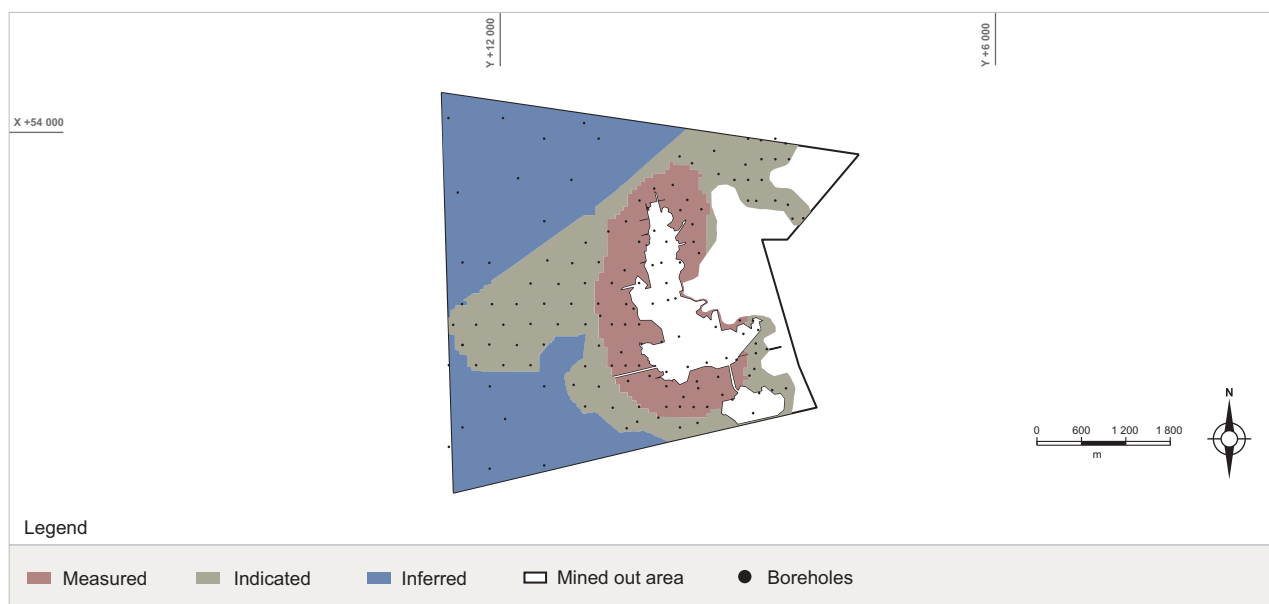 Y +12 000
Y +6 000
X +54 000
N
0 600 1 200 1 800
m
Legend
Measured Indicated Inferred Mined out area Boreholes